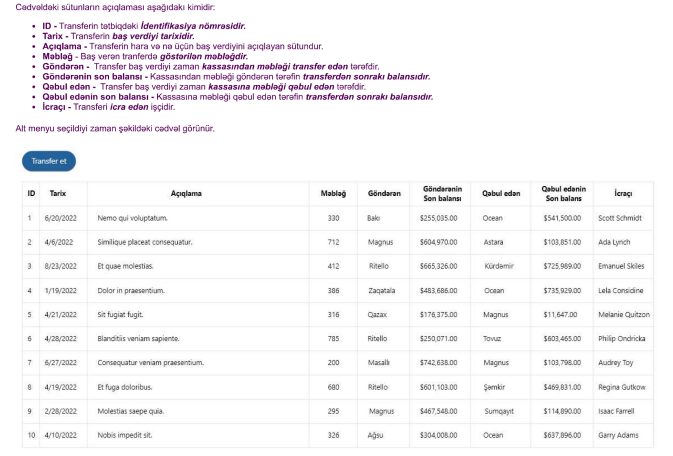 Cədvəldəki sütunların açıqlaması aşağıdakı kimidir:
• ID - Transferin tətbiqdəki İdentifikasiya nömrəsidir.
• Tarix - Transferin baş verdiyi tarixidir.
• Açıqlama - Transferin hara və nə üçün baş verdiyini açıqlayan sütundur.
• Məbləğ - Baş verən tranferdə göstərilən məbləğdir.
• Göndərən - Transfer baş verdiyi zaman kassasından məbləği transfer edən tərəfdir.
• Göndərənin son balansı - Kassasından məbləği göndərən tərəfin transferdən sonrakı balansıdır.
• Qəbul edən - Transfer baş verdiyi zaman kassasına məbləği qəbul edən tərəfdir.
• Qəbul edənin son balansı - Kassasına məbləği qəbul edən tərəfin transferdən sonrakı balansıdır.
• İcraçı - Transferi icra edən işçidir.
Alt menyu seçildiyi zaman şəkildəki cədvəl görünür.
Transfer et
ID Tarix Açıqlama Məbləğ Göndərən Göndərənin Son balansı Qəbul edən Qəbul edənin Son balans İcraçı
1 6/20/2022 Nemo qui voluptatum. 330 Bakı $255,035.00 Ocean $541,500.00 Scott Schmidt
2 4/6/2022 Similique placeat consequatur. 712 Magnus $604,970.00 Astara $103,851.00 Ada Lynch
3 8/23/2022 Et quae molestias. 412 Ritello $665,326.00 Kürdəmir $725,989.00 Emanuel Skiles
4 1/19/2022 Dolor in praesentium. 386 Zaqatala $483,686.00 Ocean $735,929.00 Lela Considine
5 4/21/2022 Sit fugiat fugit. 316 Qazax $176,375.00 Magnus $11,647.00 Melanie Quitzon
6 4/28/2022 Blanditiis veniam sapiente. 785 Ritello $250,071.00 Tovuz $603,465.00 Philip Ondricka
7 6/27/2022 Consequatur veniam praesentium. 200 Masallı $742,638.00 Magnus $103,798.00 Audrey Toy
8 4/19/2022 Et fuga doloribus. 680 Ritello $601,103.00 Şəmkir $469,831.00 Regina Gutkow
9 2/28/2022 Molestias saepe quia. 295 Magnus $467,548.00 Sumqayıt $114,890.00 Isaac Farrell
10 4/10/2022 Nobis impedit sit. 326 Ağsu $304,008.00 Ocean $637,896.00 Garry Adams